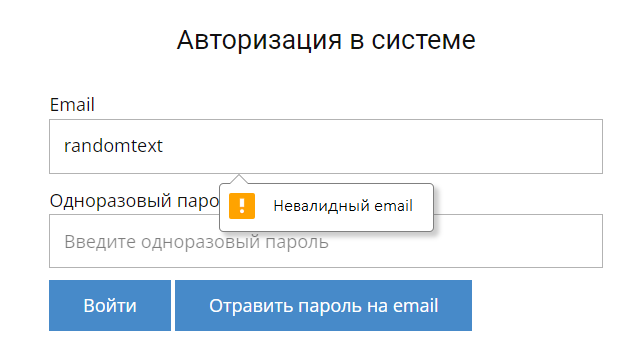 Авторизация в системе
Email
randomtext
Одноразовый паро
Невалидный email
Введите одноразовый пароль
Войти
Отравить пароль на email